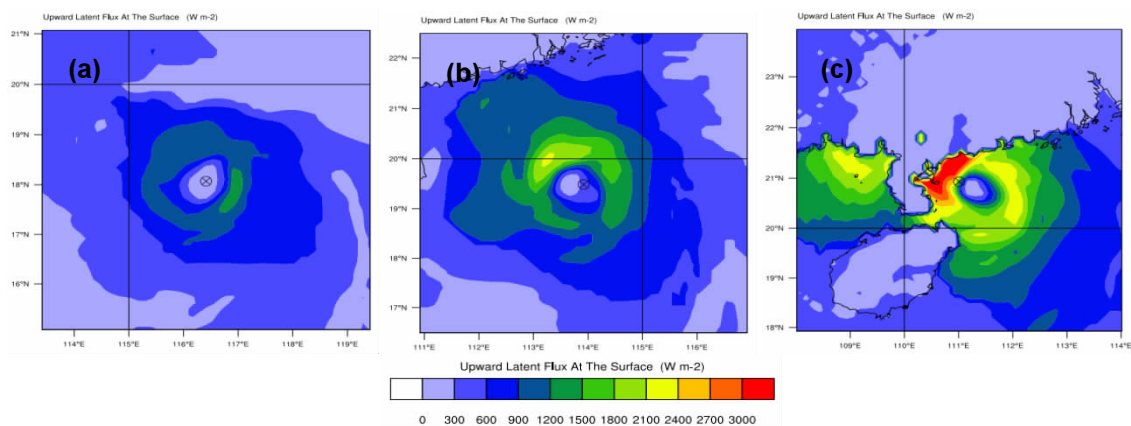 Upward Latent Flux At The Surface (W m-2)
(a)
21°N
20°N
19°N
18°N
17°N
16°N
114°E 115°E 116°E 117°E 118°E 119°E
Upward Latent Flux At The Surface (W m-2)
(b)
22°N
21°N
20°N
19°N
18°N
17°N
111°E 112°E 113°E 114°E 115°E 116°E
Upward Latent Flux At The Surface (W m-2)
(c)
23°N
22°N
21°N
20°N
19°N
18°N
109°E 110°E 111°E 112°E 113°E 114°E
Upward Latent Flux At The Surface (W m-2)
0 300 600 900 1200 1500 1800 2100 2400 2700 3000